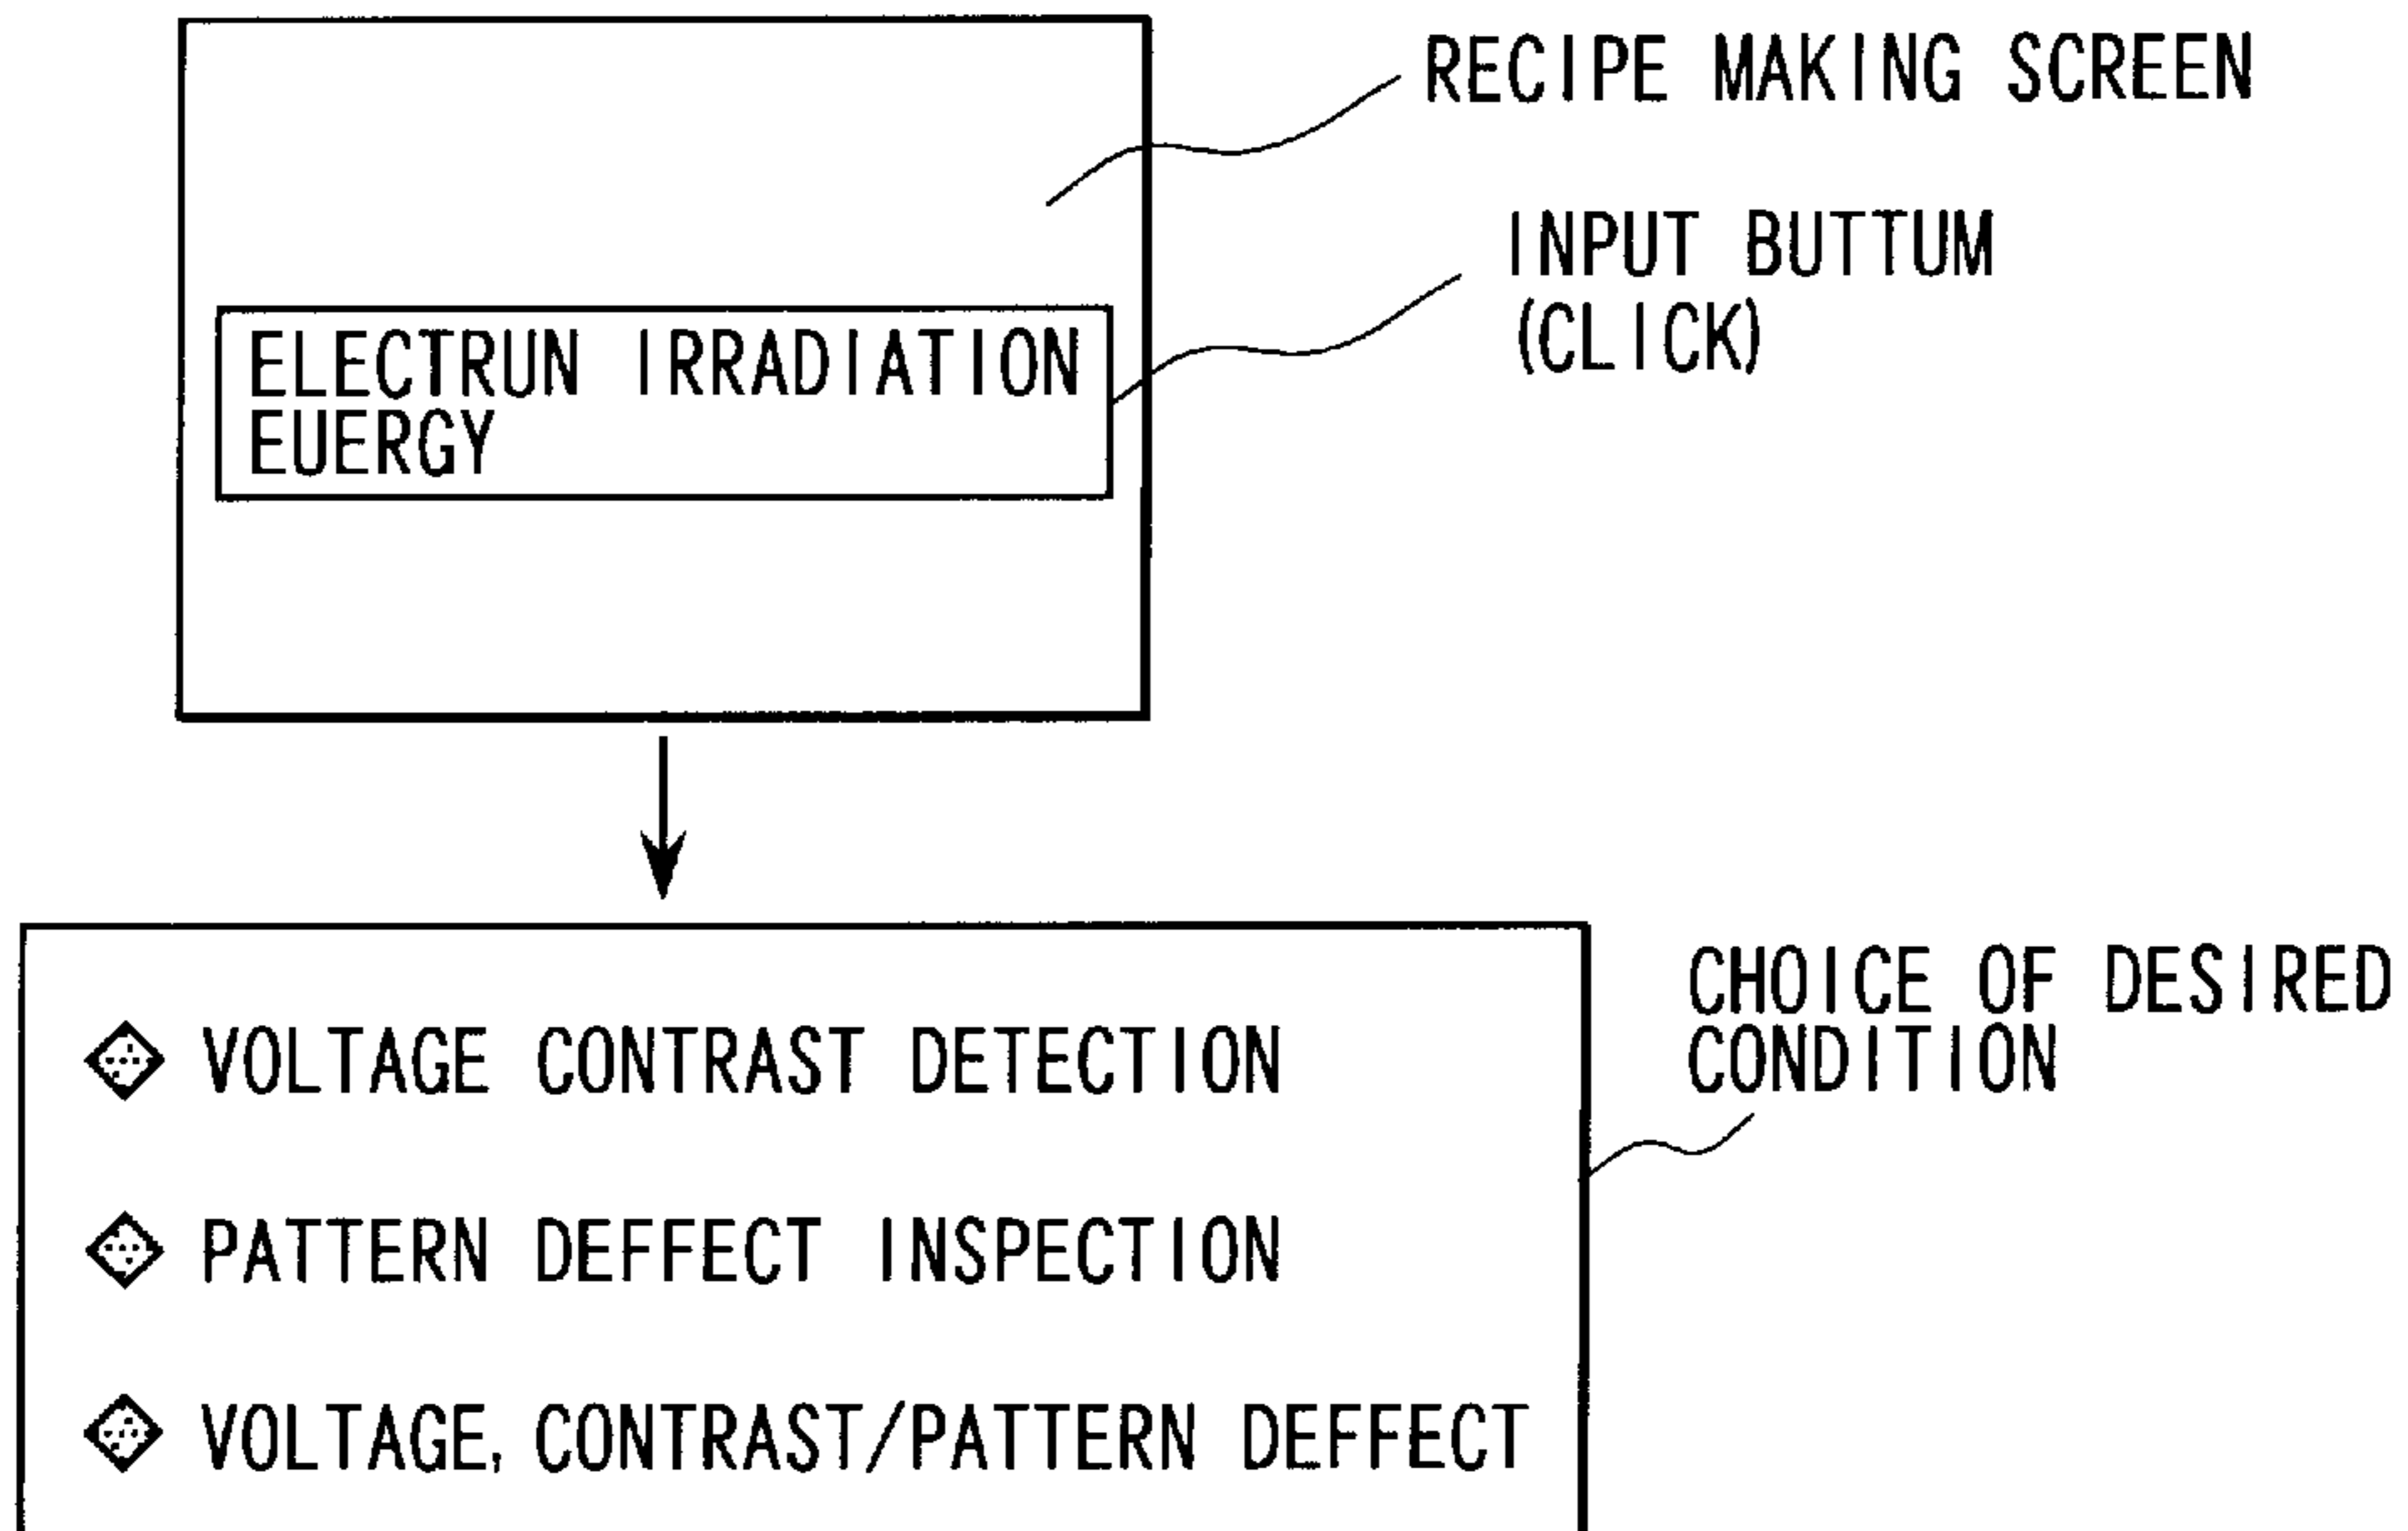 RECIPE MAKING SCREEN
INPUT BUTTUM
(CLICK)
ELECTRUN IRRADIATION
EUERGY
CHOICE OF DESIRED
CONDITION
VOLTAGE CONTRAST DETECTION
PATTERN DEFFECT INSPECTION
VOLTAGE, CONTRAST/PATTERN DEFFECT